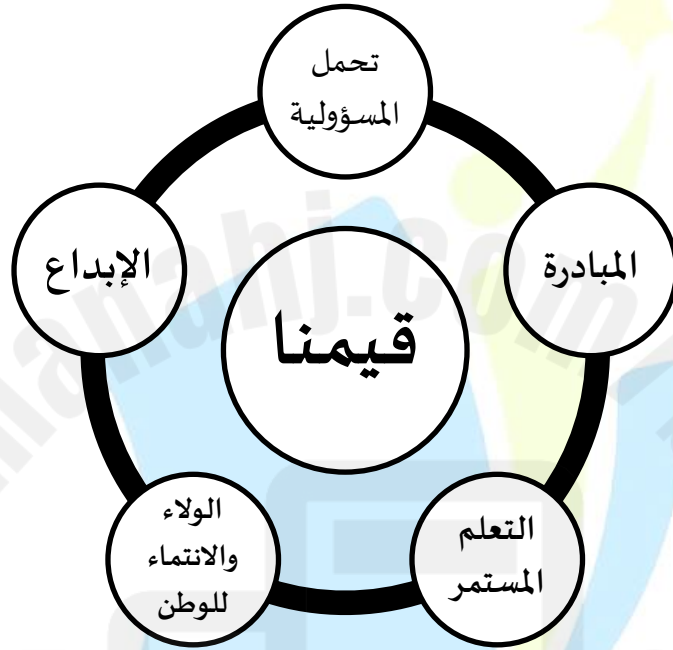 تحمل
المسؤولية
المبادرة
الإبداع
قيمنا
التعلم
المستمر
الولاء
والانتماء
للوطن